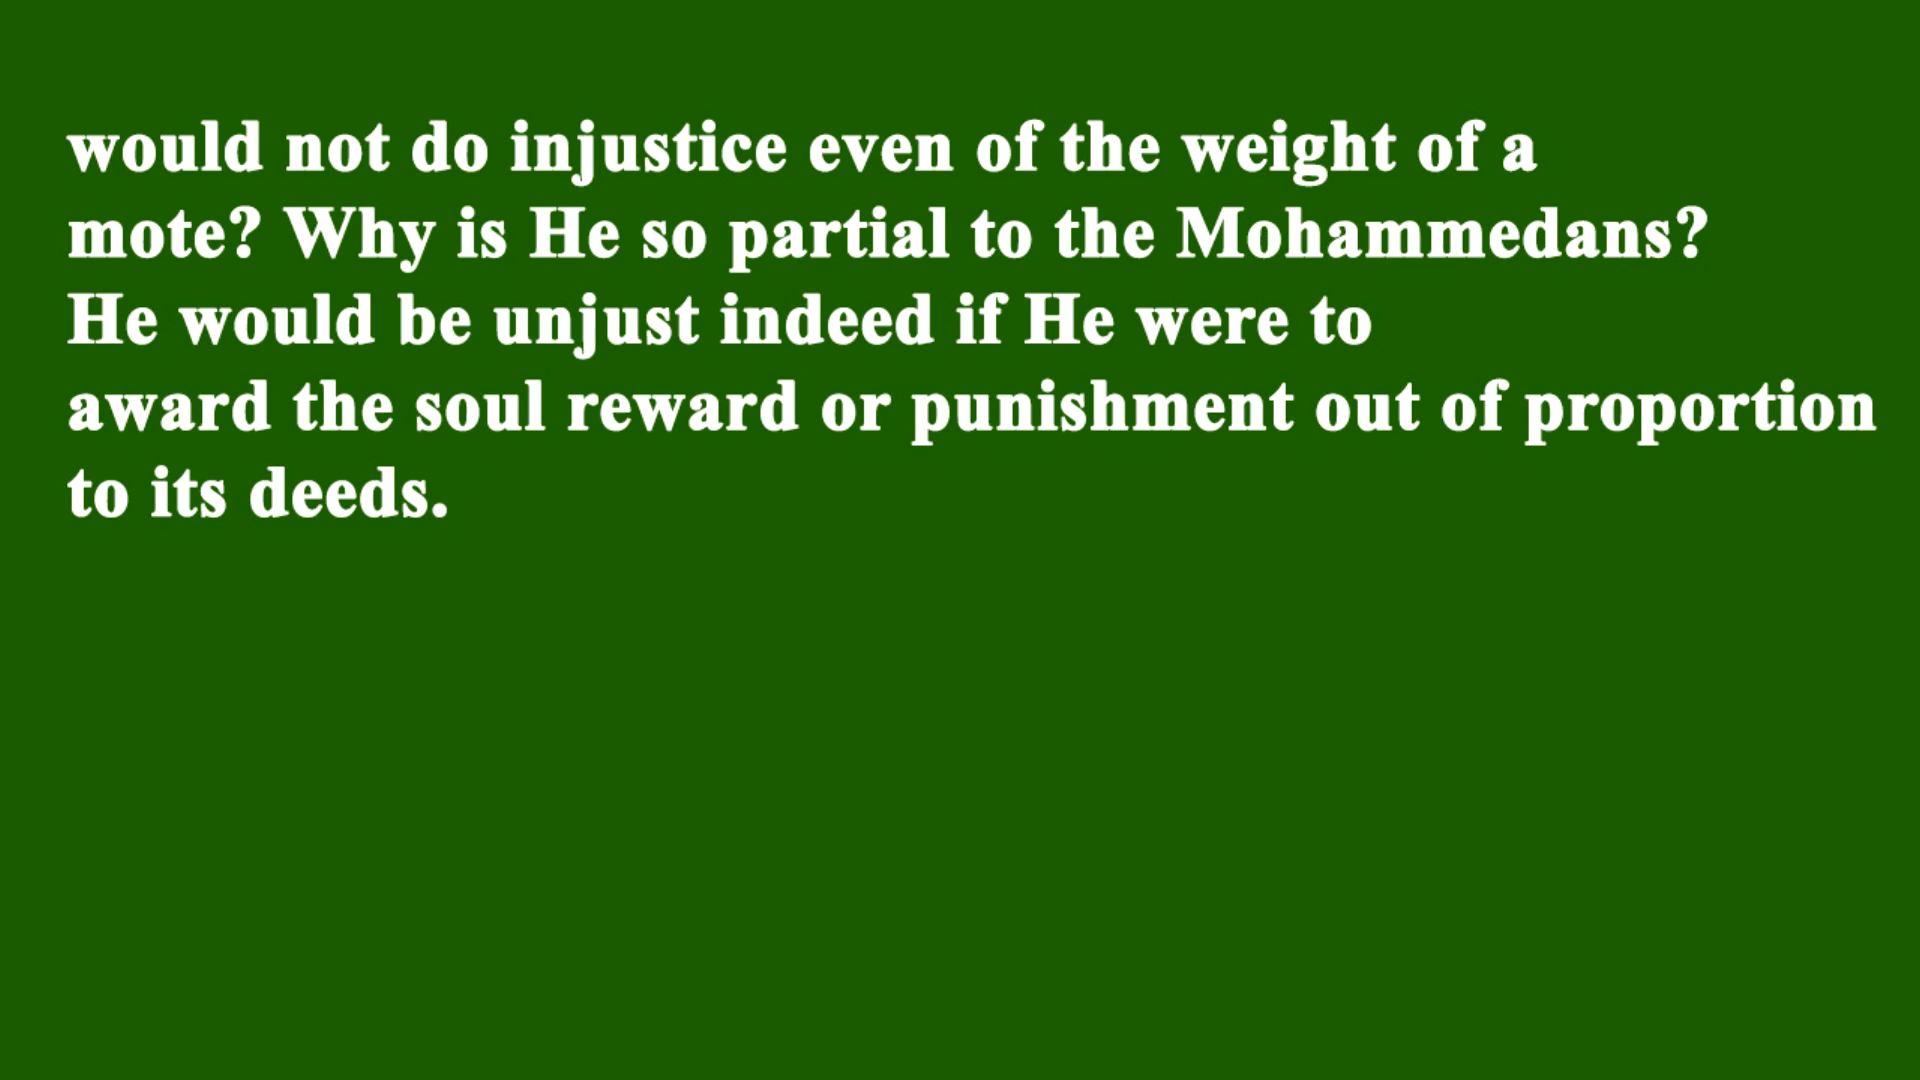 would not do injustice even of the weight of a
mote? Why is He so partial to the Mohammedans?
He would be unjust indeed if He were to
award the soul reward or punishment out of proportion
to its deeds.